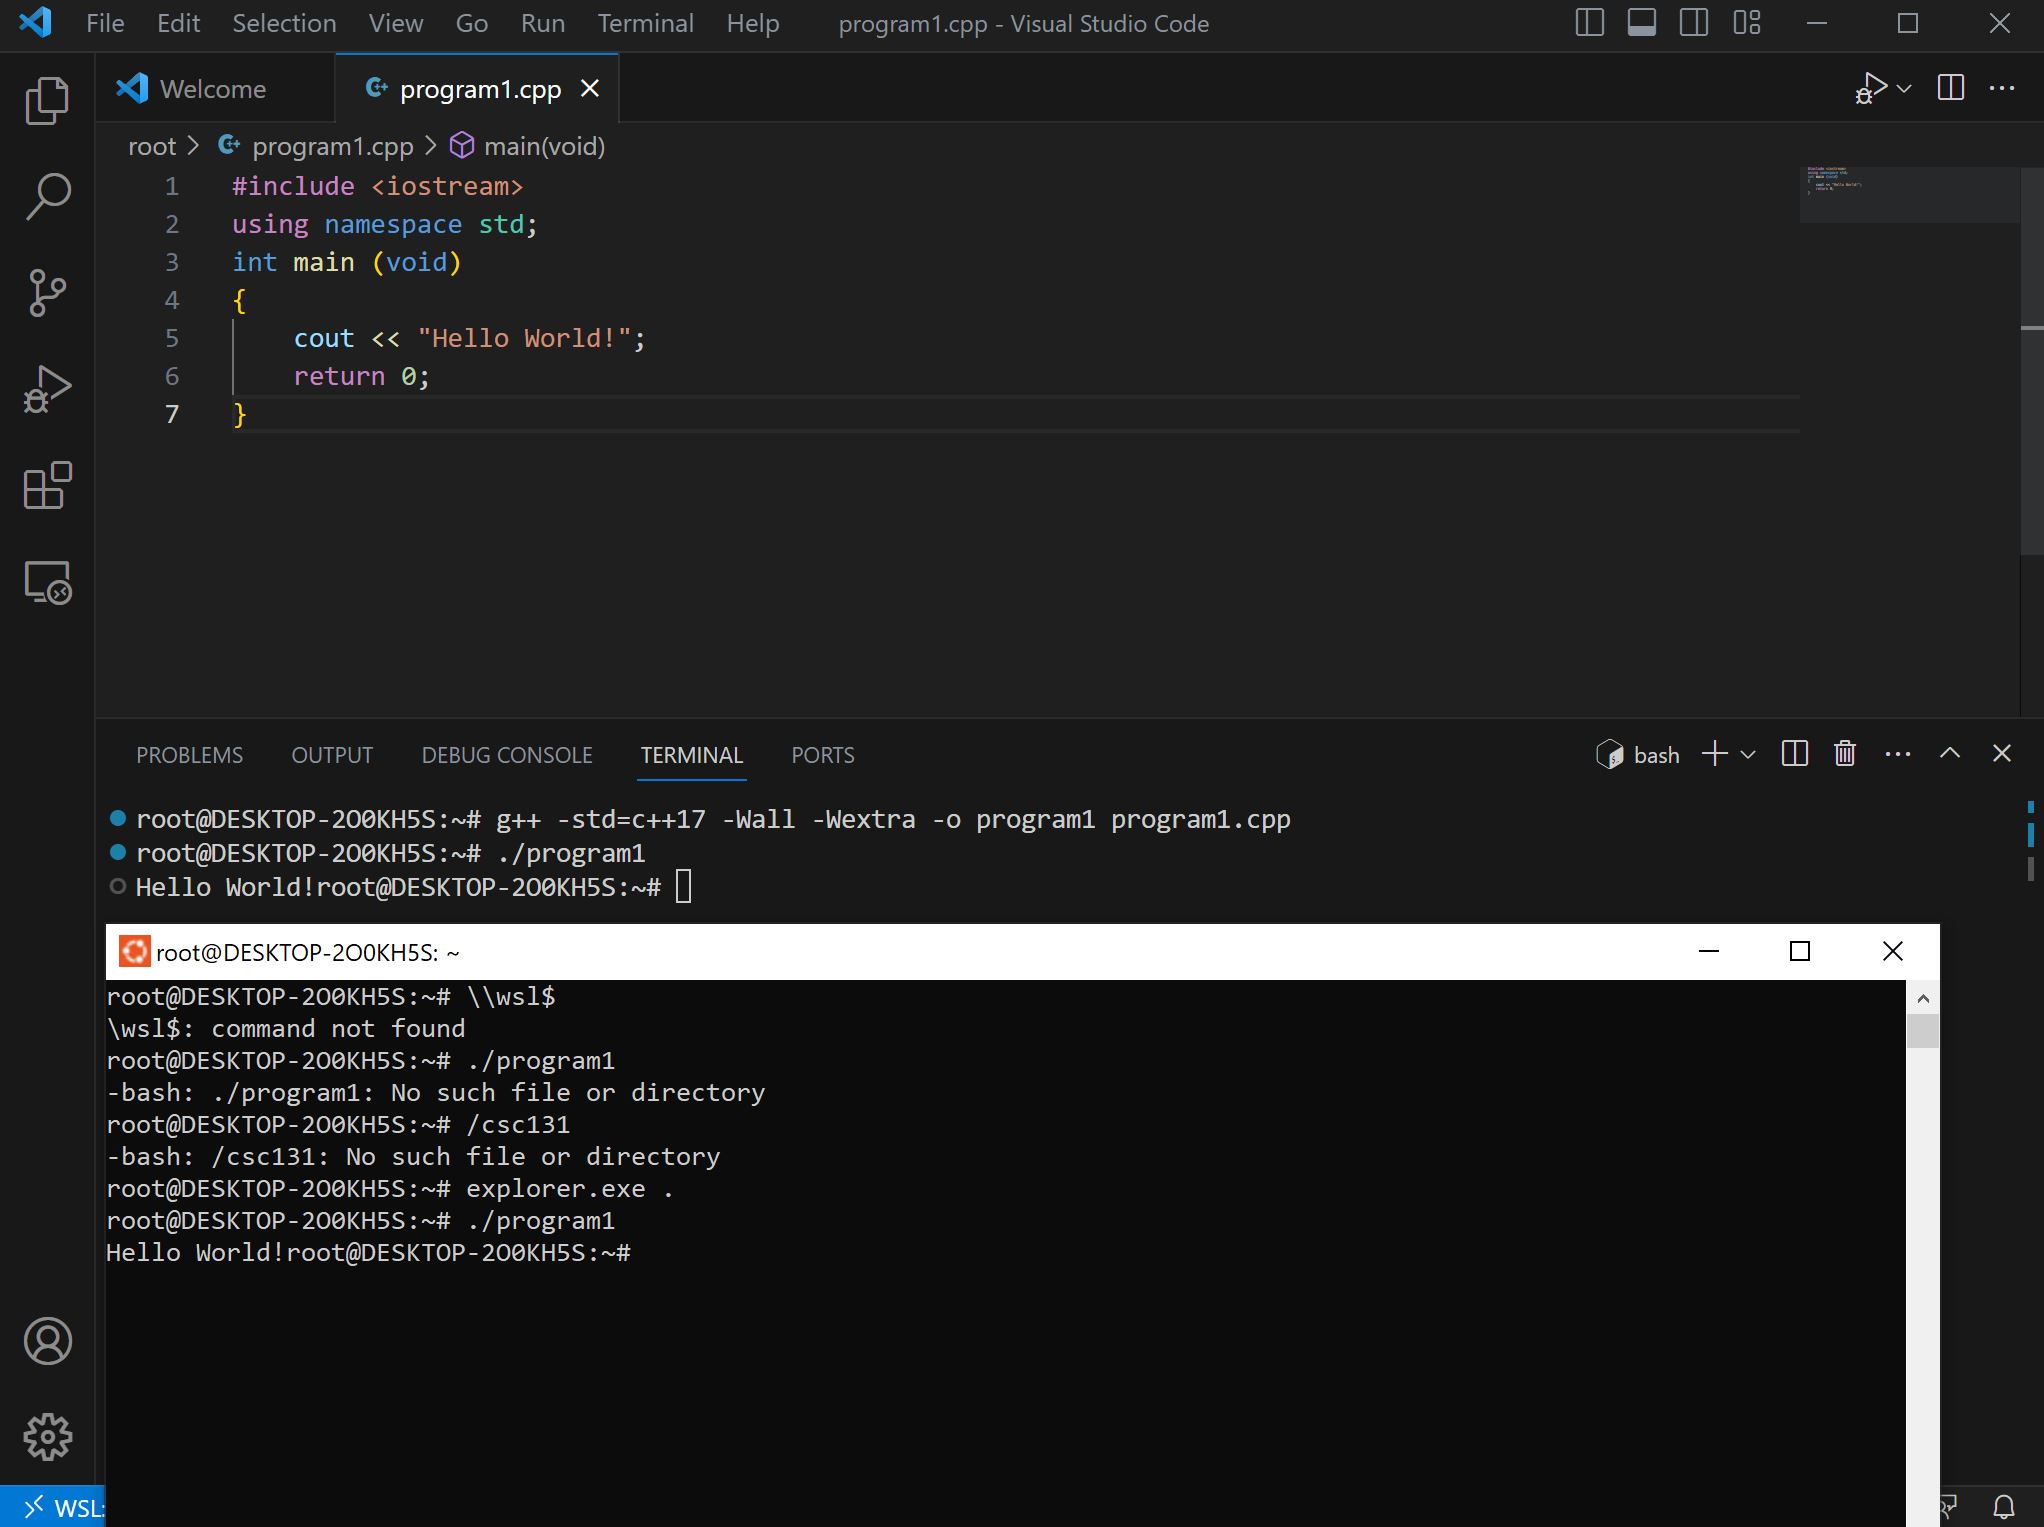 File Edit Selection View Go Run Terminal Help program1.cpp - Visual Studio Code
Welcome program1.cpp
root > program1.cpp > main(void)
1 #include <iostream>
2 using namespace std;
3 int main (void)
4 {
5     cout << "Hello World!";
6     return 0;
7 }
PROBLEMS OUTPUT DEBUG CONSOLE TERMINAL PORTS bash
root@DESKTOP-2O0KH5S:~# g++ -std=c++17 -Wall -Wextra -o program1 program1.cpp
root@DESKTOP-2O0KH5S:~# ./program1
Hello World!root@DESKTOP-2O0KH5S:~#
root@DESKTOP-2O0KH5S: ~
root@DESKTOP-2O0KH5S:~# \\wsl$
\wsl$: command not found
root@DESKTOP-2O0KH5S:~# ./program1
-bash: ./program1: No such file or directory
root@DESKTOP-2O0KH5S:~# /csc131
-bash: /csc131: No such file or directory
root@DESKTOP-2O0KH5S:~# explorer.exe .
root@DESKTOP-2O0KH5S:~# ./program1
Hello World!root@DESKTOP-2O0KH5S:~#
WSL: